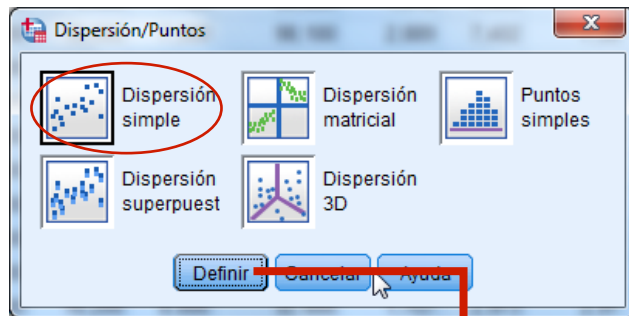 Dispersión/Puntos
Dispersión
simple
Dispersión
matricial
Puntos
simples
Dispersión
superpuest
Dispersión
3D
Definir
Cancelar
Ayuda